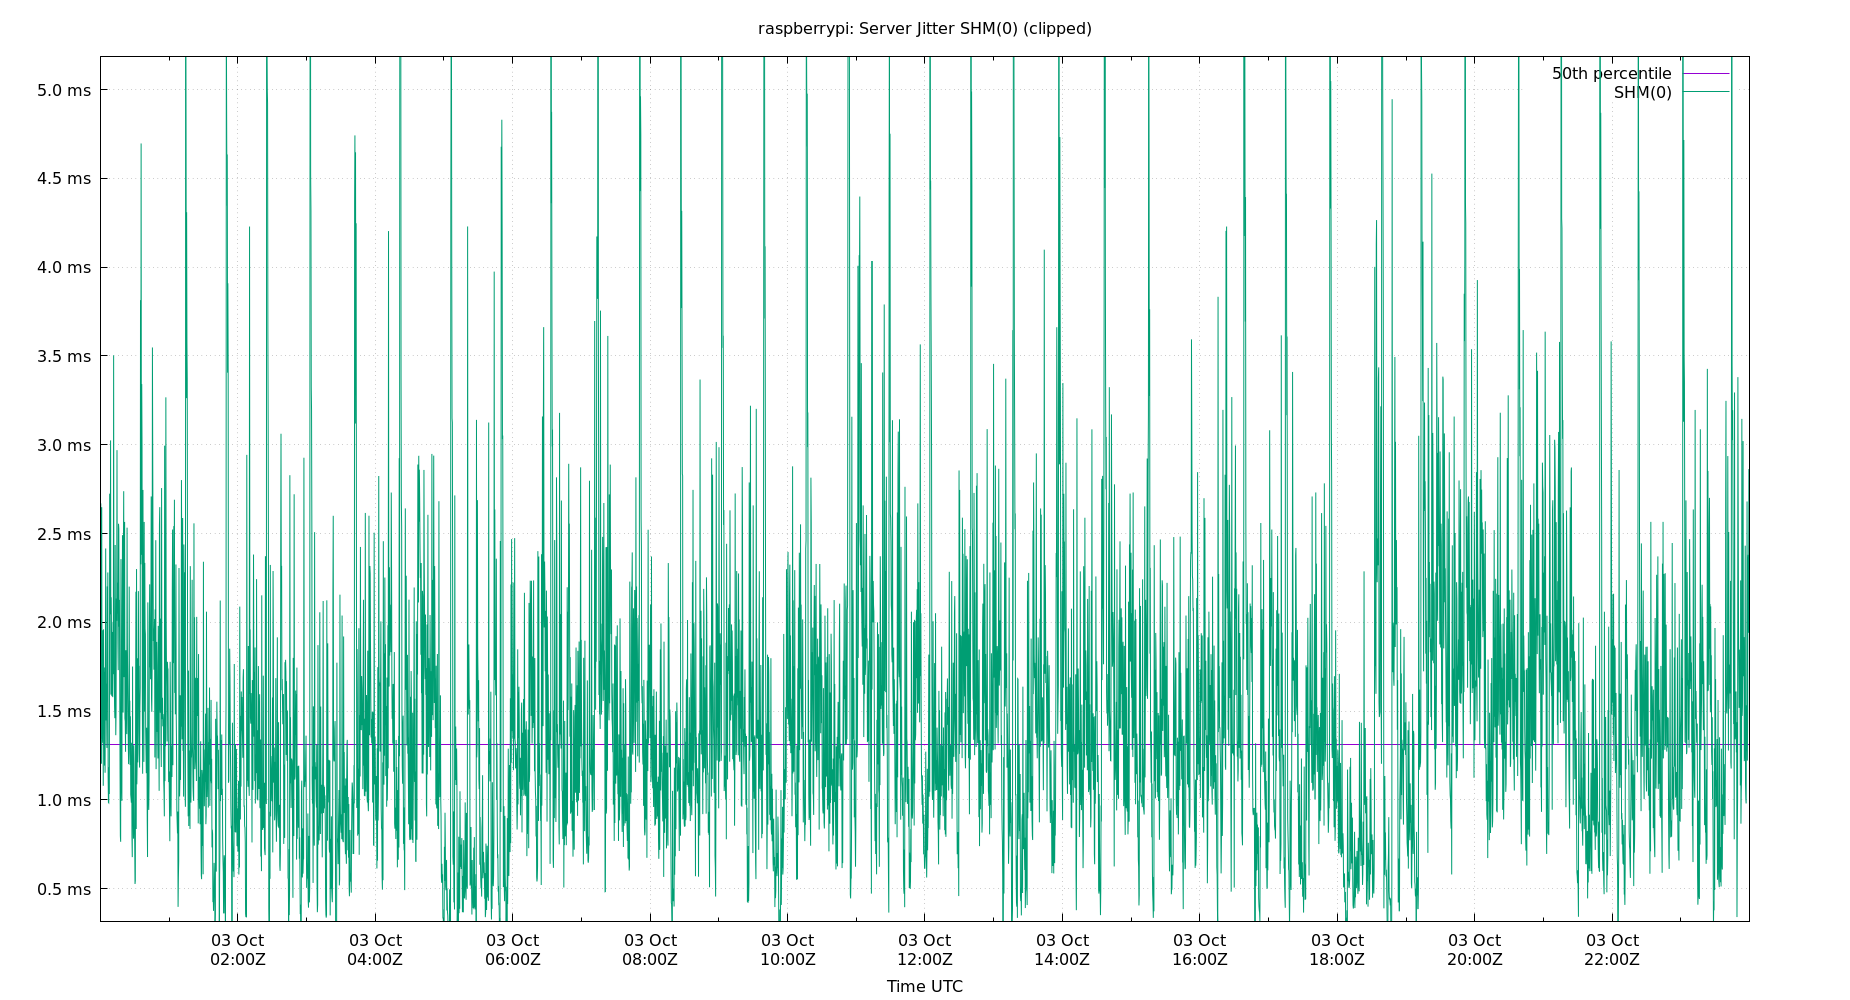 raspberrypi: Server Jitter SHM(0) (clipped)
50th percentile
SHM(0)
5.0 ms
4.5 ms
4.0 ms
3.5 ms
3.0 ms
2.5 ms
2.0 ms
1.5 ms
1.0 ms
0.5 ms
03 Oct 03 Oct 03 Oct 03 Oct 03 Oct 03 Oct 03 Oct 03 Oct 03 Oct 03 Oct 03 Oct
02:00Z 04:00Z 06:00Z 08:00Z 10:00Z 12:00Z 14:00Z 16:00Z 18:00Z 20:00Z 22:00Z
Time UTC